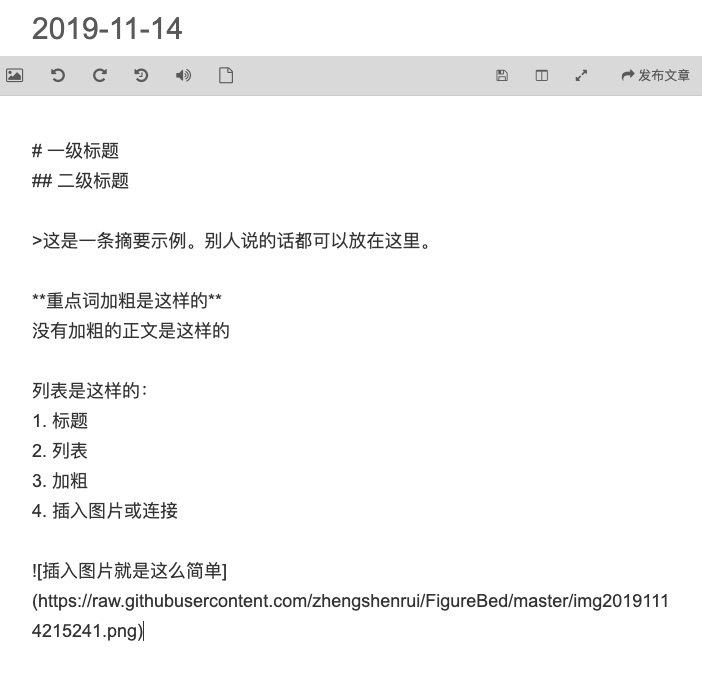 2019-11-14
发布文章
# 一级标题
## 二级标题
>这是一条摘要示例。别人说的话都可以放在这里。
**重点词加粗是这样的**
没有加粗的正文是这样的
列表是这样的：
1. 标题
2. 列表
3. 加粗
4. 插入图片或连接
![插入图片就是这么简单]
(https://raw.githubusercontent.com/zhengshenrui/FigureBed/master/img2019111
4215241.png)